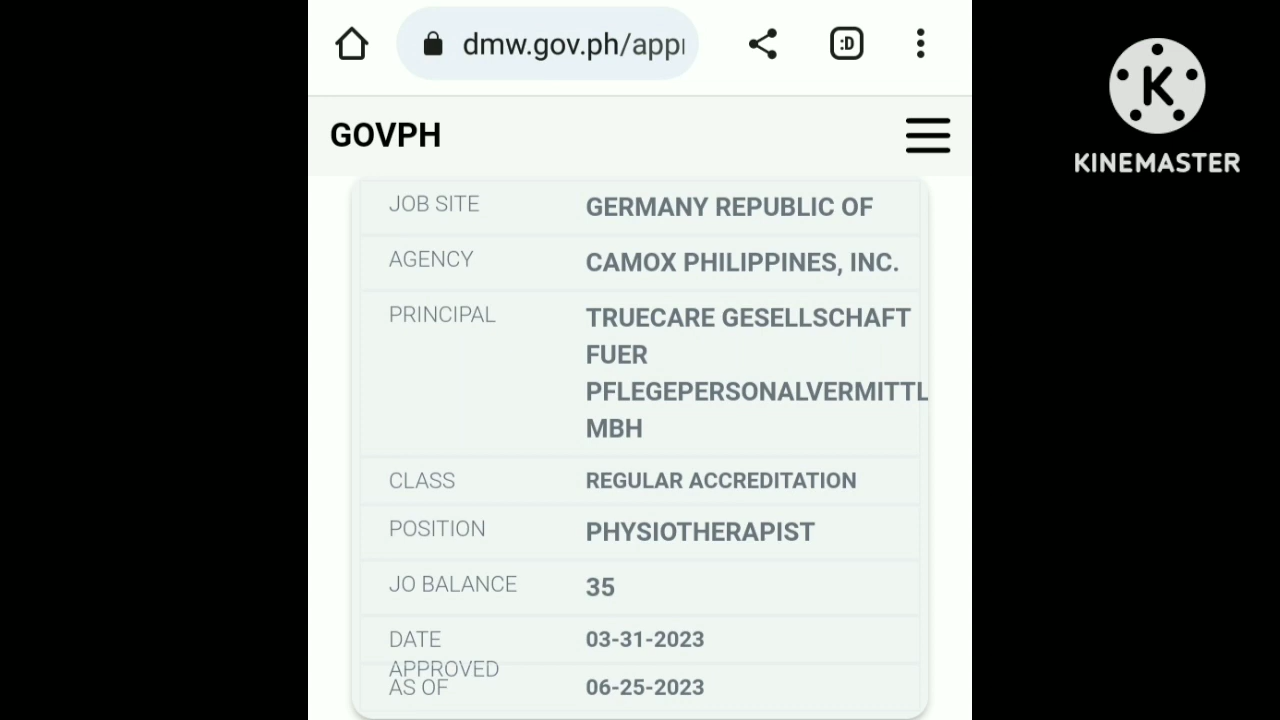 dmw.gov.ph/app
:D
K
KINEMASTER
GOVPH
JOB SITE GERMANY REPUBLIC OF
AGENCY CAMOX PHILIPPINES, INC.
PRINCIPAL TRUECARE GESELLSCHAFT
FUER
PFLEGEPERSONALVERMITTL
MBH
CLASS REGULAR ACCREDITATION
POSITION PHYSIOTHERAPIST
JO BALANCE 35
DATE 03-31-2023
APPROVED
AS OF 06-25-2023